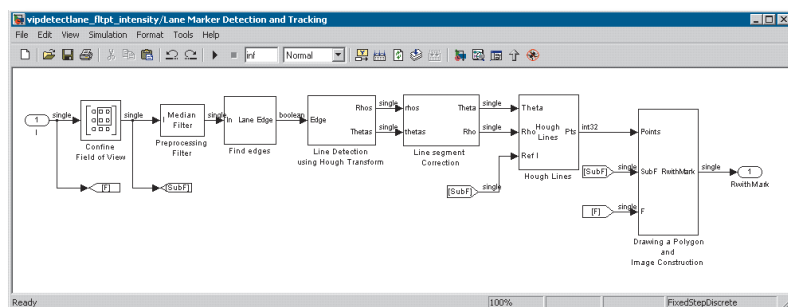 vipdetectlane_fltpt_intensity/Lane Marker Detection and Tracking
File Edit View Simulation Format Tools Help
inf Normal
1
I
single
Confine
Field of View
single
[F]
[SubF]
I Median
Filter
Preprocessing
Filter
single
In Lane Edge
Find edges
boolean
Edge Rhos
Thetas
Line Detection
using Hough Transform
single
single
rhos Theta
thetas Rho
Line segment
Correction
single
single
Theta
Rho Hough
Lines Pts
Ref I
Hough Lines
[SubF]
single
int32
Points
[SubF]
single
SubF RwithMark
[F]
single
F
Drawing a Polygon
and
Image Construction
single
1
RwithMark
Ready 100% FixedStepDiscrete